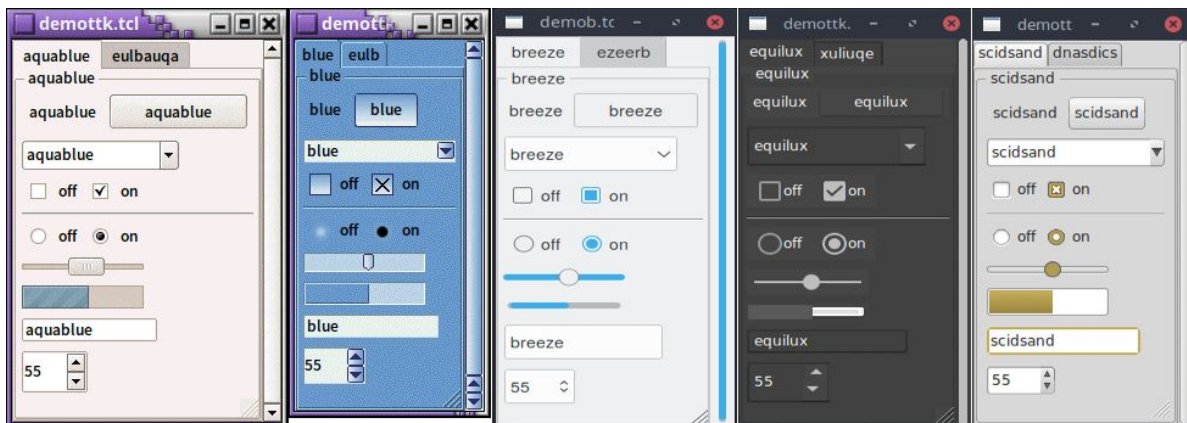 demottk.tcl
aquablue eulbauqa
aquablue
aquablue aquablue
aquablue
off on
off on
aquablue
55
demottk
blue eulb
blue
blue blue
blue
off on
off on
blue
55
demob.tc
breeze ezeerb
breeze
breeze breeze
breeze
off on
off on
breeze
55
demottk.
equilux xuliuqe
equilux
equilux equilux
equilux
off on
off on
equilux
55
demott
scidsand dnasdics
scidsand
scidsand scidsand
scidsand
off on
off on
scidsand
55